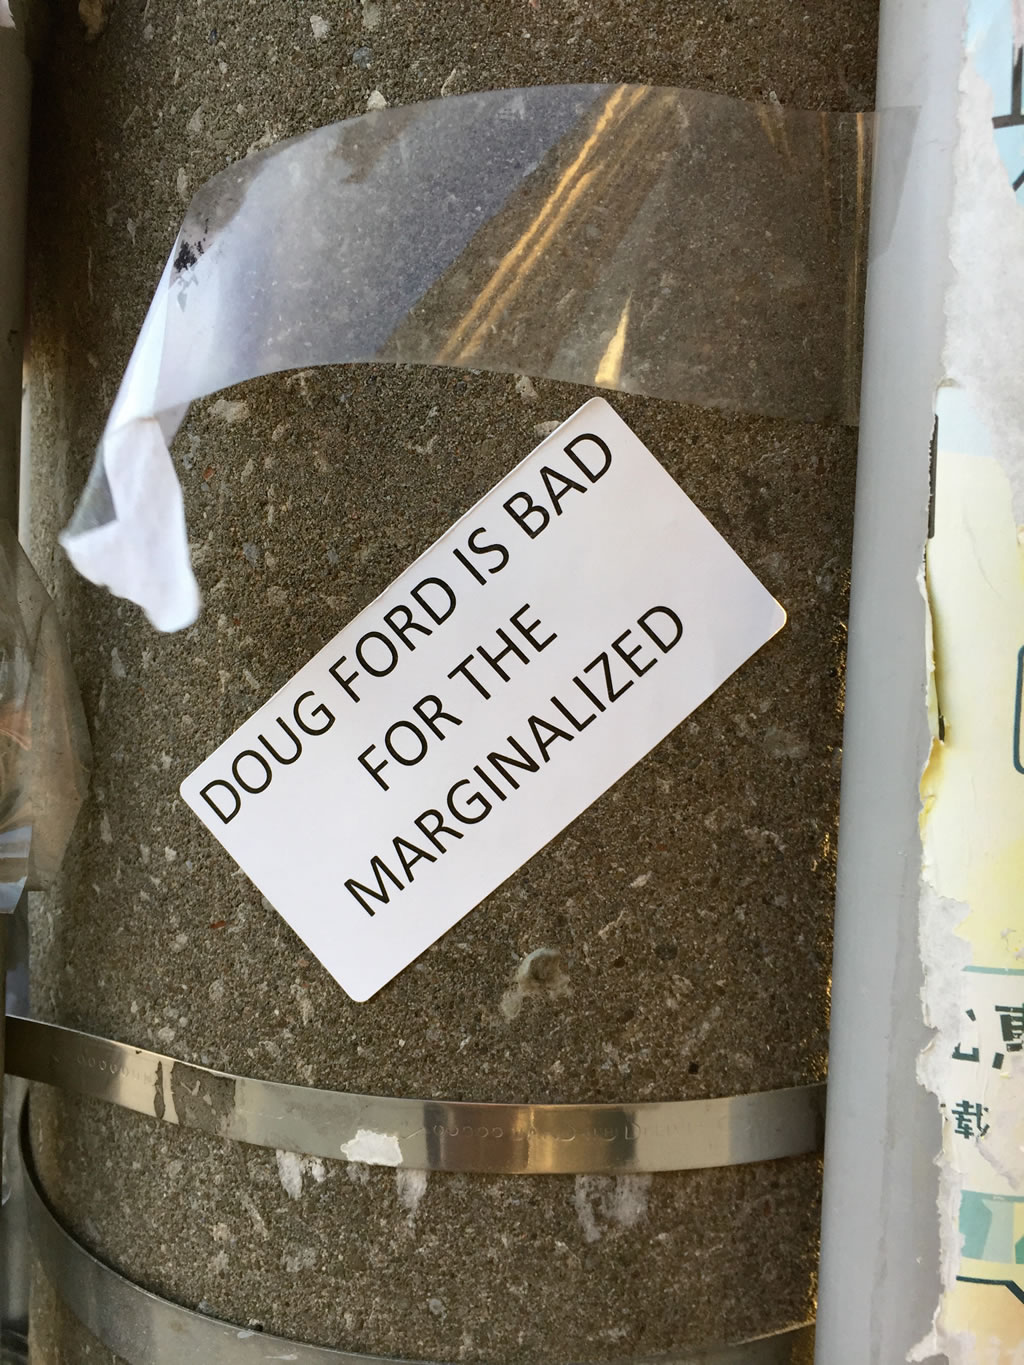 DOUG FORD IS BAD
FOR THE
MARGINALIZED